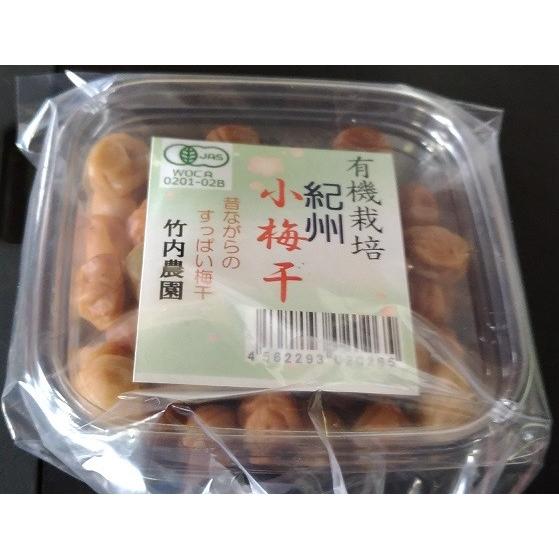 有機栽培
紀州
小梅干
昔ながらの
すっぱい梅干
竹内農園
JAS
WOCA
0201-02B